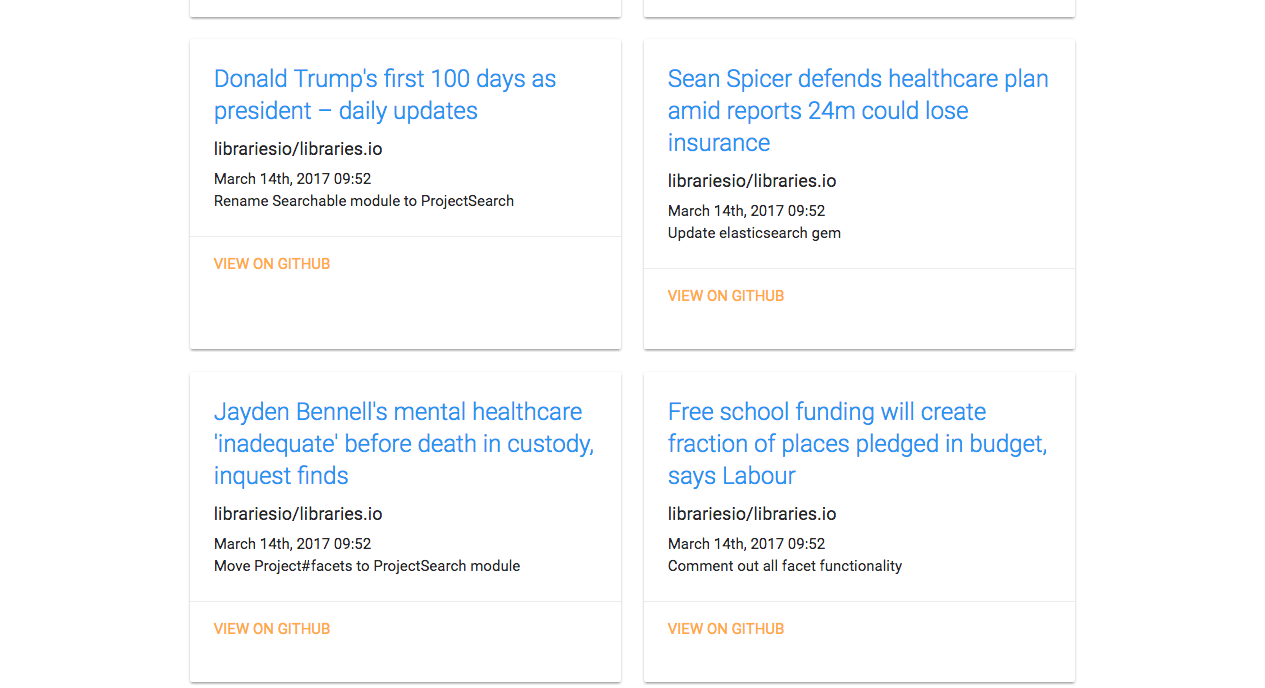 Donald Trump's first 100 days as
president – daily updates
librariesio/libraries.io
March 14th, 2017 09:52
Rename Searchable module to ProjectSearch
VIEW ON GITHUB
Sean Spicer defends healthcare plan
amid reports 24m could lose
insurance
librariesio/libraries.io
March 14th, 2017 09:52
Update elasticsearch gem
VIEW ON GITHUB
Jayden Bennell's mental healthcare
'inadequate' before death in custody,
inquest finds
librariesio/libraries.io
March 14th, 2017 09:52
Move Project#facets to ProjectSearch module
VIEW ON GITHUB
Free school funding will create
fraction of places pledged in budget,
says Labour
librariesio/libraries.io
March 14th, 2017 09:52
Comment out all facet functionality
VIEW ON GITHUB